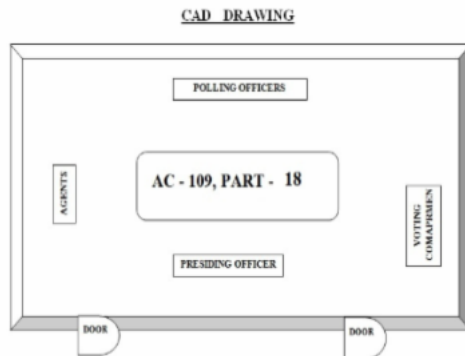 CAD DRAWING
POLLING OFFICERS
AGENTS
AC - 109, PART - 18
VOTING
COMAPRMEN
PRESIDING OFFICER
DOOR
DOOR